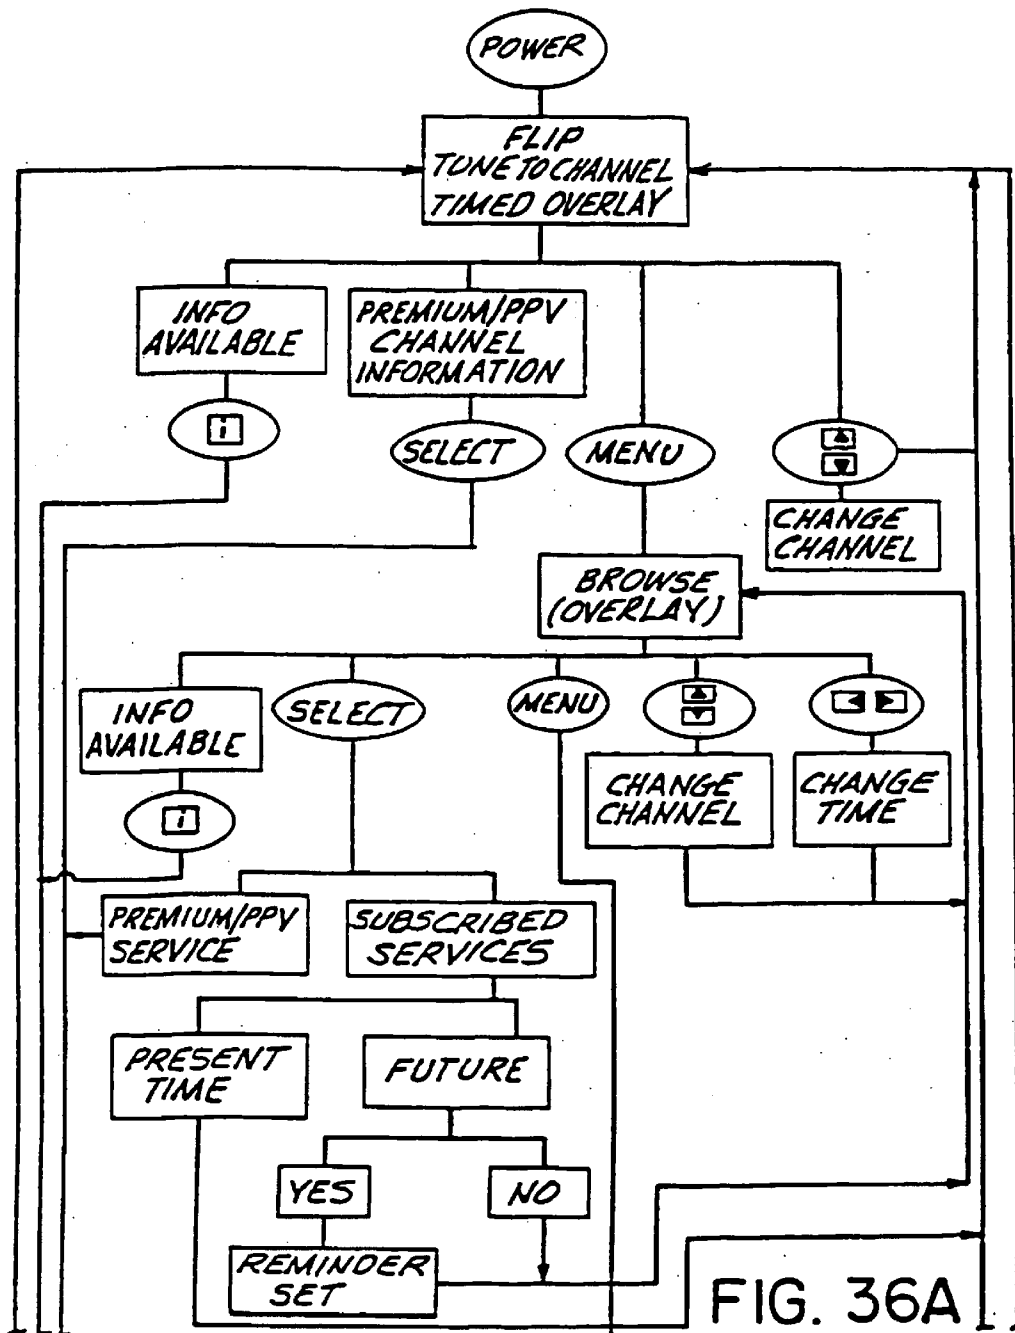 POWER
FLIP
TUNE TO CHANNEL
TIMED OVERLAY
INFO
AVAILABLE
PREMIUM/PPV
CHANNEL
INFORMATION
i
SELECT
MENU
CHANGE
CHANNEL
BROWSE
(OVERLAY)
INFO
AVAILABLE
SELECT
MENU
CHANGE
CHANNEL
CHANGE
TIME
i
PREMIUM/PPV
SERVICE
SUBSCRIBED
SERVICES
PRESENT
TIME
FUTURE
YES
NO
REMINDER
SET
FIG. 36A